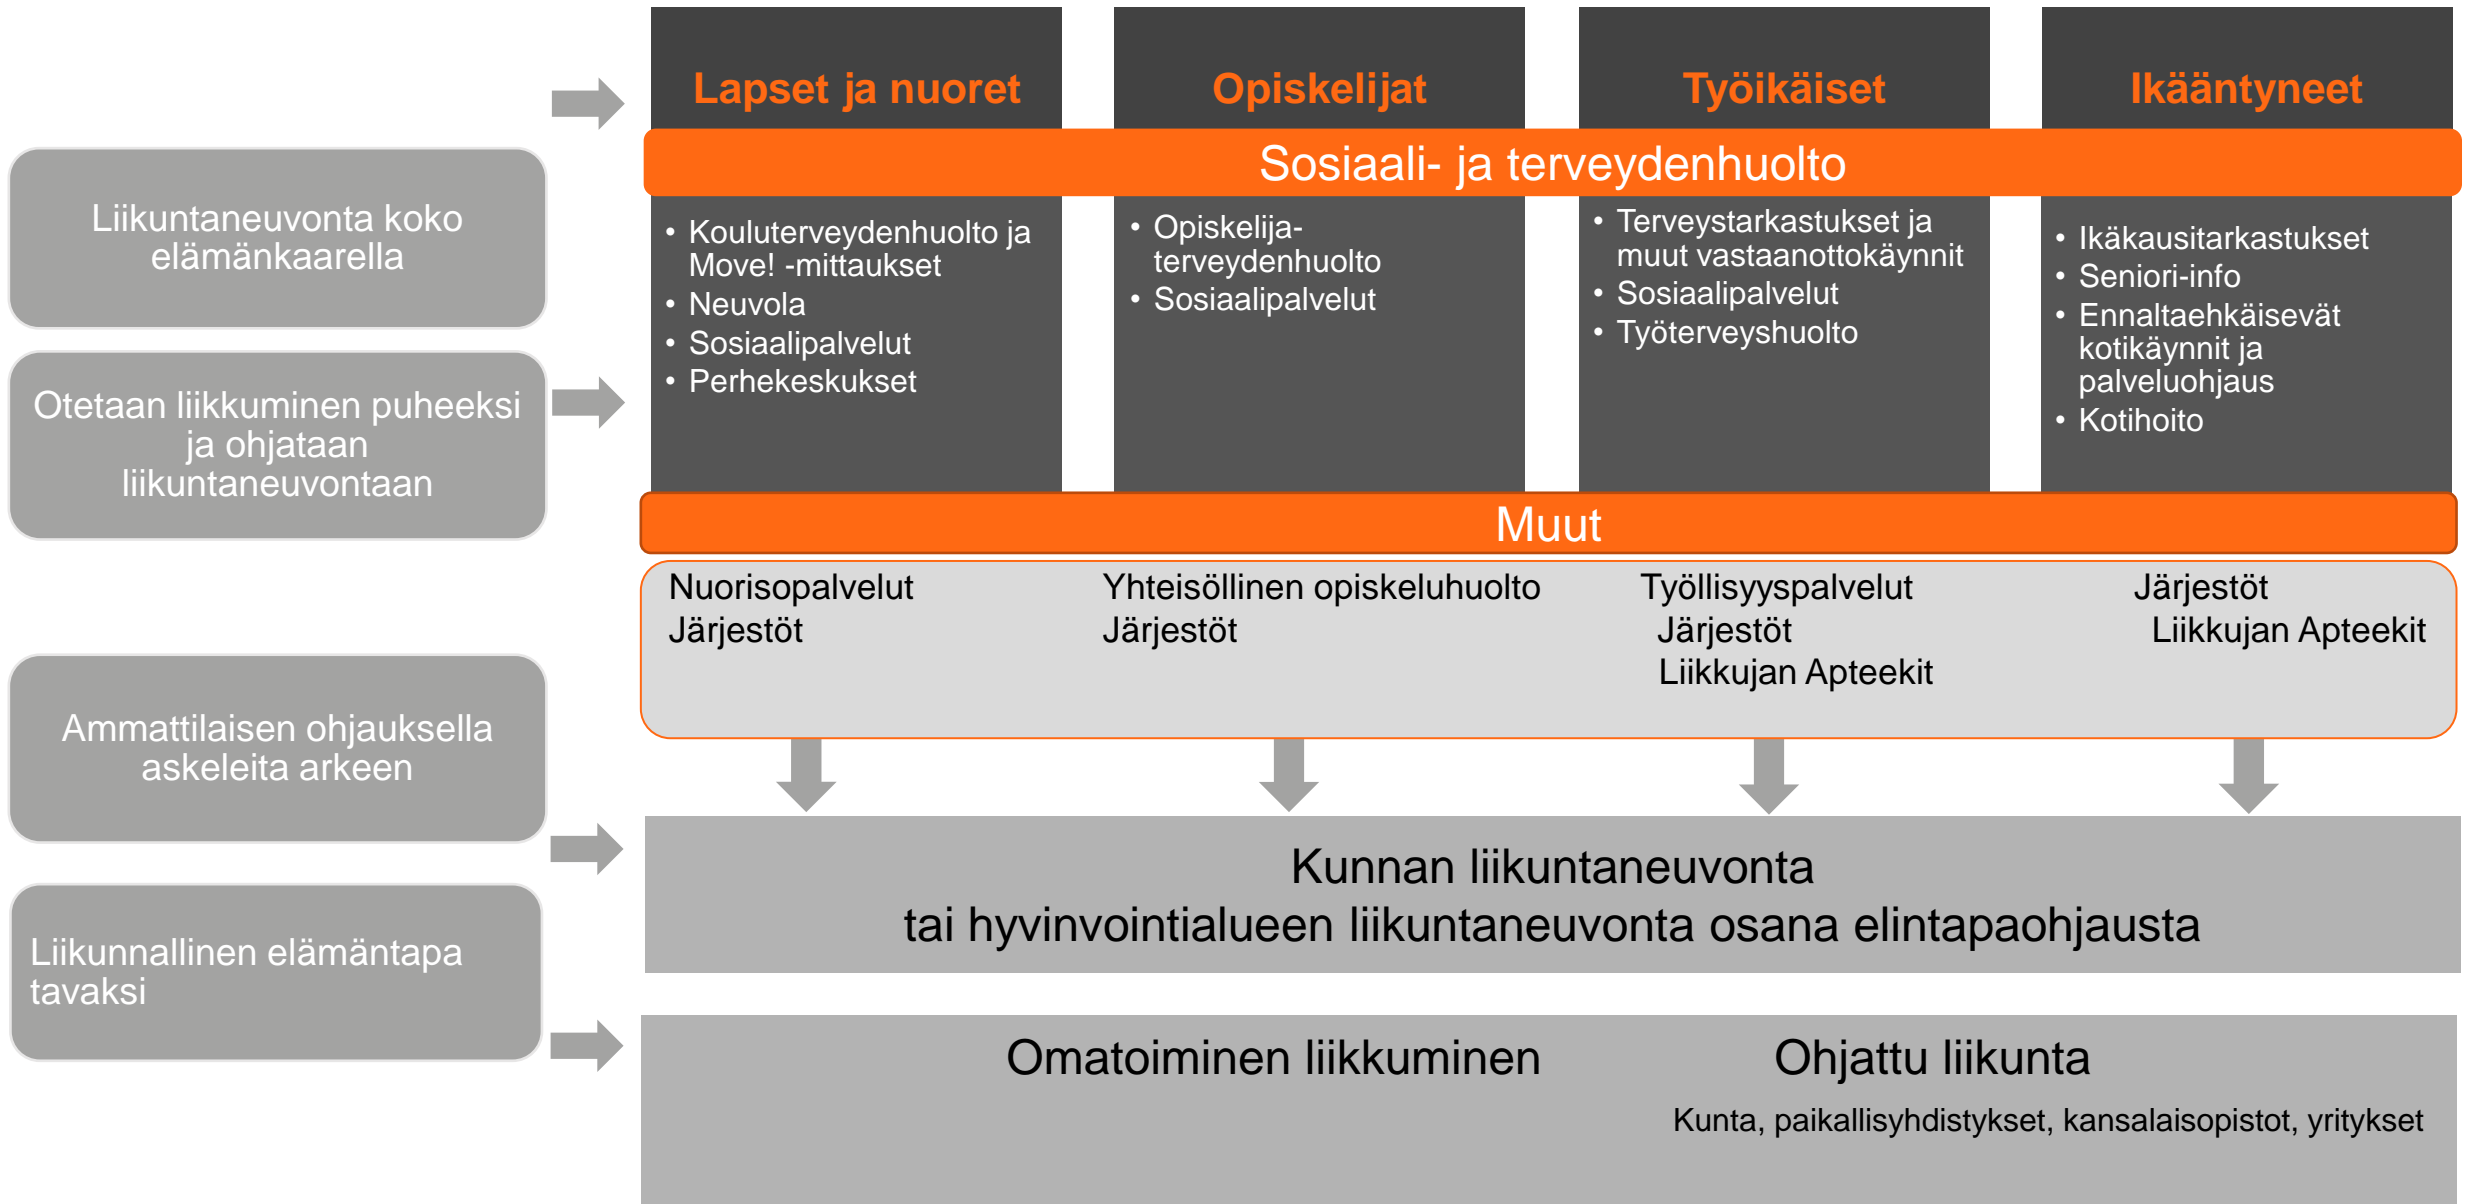 Liikuntaneuvonta koko
elämänkaarella
Otetaan liikkuminen puheeksi
ja ohjataan
liikuntaneuvontaan
Ammattilaisen ohjauksella
askeleita arkeen
Liikunnallinen elämäntapa
tavaksi
Lapset ja nuoret
Opiskelijat
Työikäiset
Ikääntyneet
Sosiaali- ja terveydenhuolto
• Kouluterveydenhuolto ja
Move! -mittaukset
• Neuvola
• Sosiaalipalvelut
• Perhekeskukset
• Opiskelija-
terveydenhuolto
• Sosiaalipalvelut
• Terveystarkastukset ja
muut vastaanottokäynnit
• Sosiaalipalvelut
• Työterveyshuolto
• Ikäkausitarkastukset
• Seniori-info
• Ennaltaehkäisevät
kotikäynnit ja
palveluohjaus
• Kotihoito
Muut
Nuorisopalvelut
Järjestöt
Yhteisöllinen opiskeluhuolto
Järjestöt
Työllisyyspalvelut
Järjestöt
Liikkujan Apteekit
Järjestöt
Liikkujan Apteekit
Kunnan liikuntaneuvonta
tai hyvinvointialueen liikuntaneuvonta osana elintapaohjausta
Omatoiminen liikkuminen
Ohjattu liikunta
Kunta, paikallisyhdistykset, kansalaisopistot, yritykset